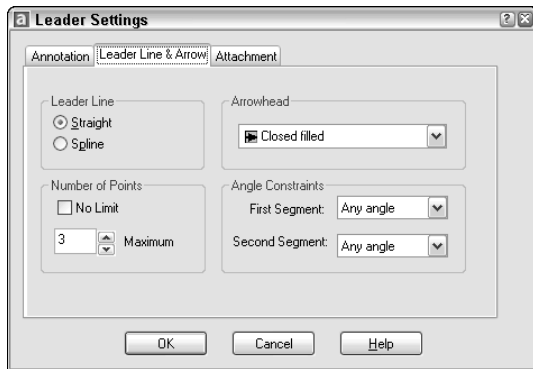 a Leader Settings
Annotation Leader Line & Arrow Attachment
Leader Line
Straight
Spline
Arrowhead
Closed filled
Number of Points
No Limit
3 Maximum
Angle Constraints
First Segment: Any angle
Second Segment: Any angle
OK Cancel Help